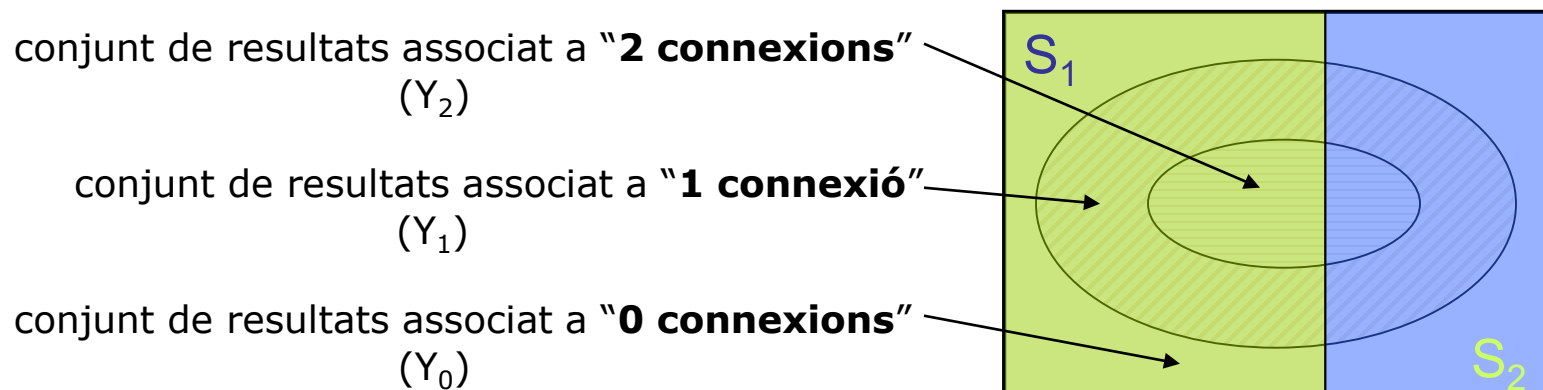 conjunt de resultats associat a “2 connexions”
(Y₂)
conjunt de resultats associat a “1 connexió”
(Y₁)
conjunt de resultats associat a “0 connexions”
(Y₀)
S₁
S₂